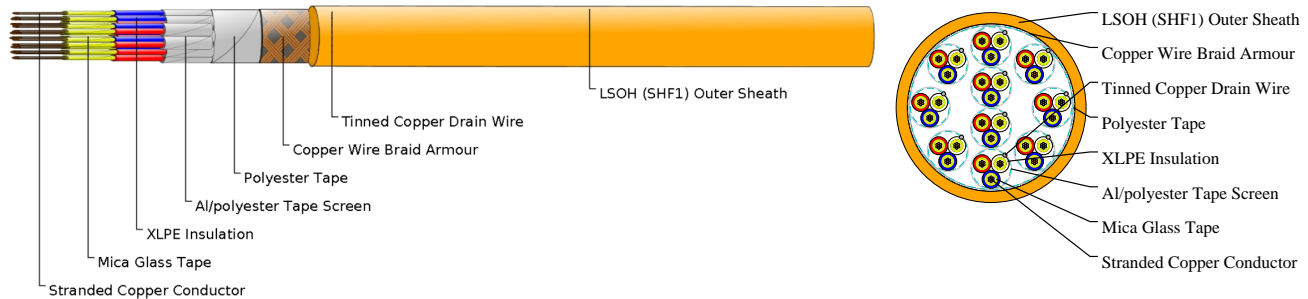 LSOH (SHF1) Outer Sheath
Tinned Copper Drain Wire
Copper Wire Braid Armour
Polyester Tape
Al/polyester Tape Screen
XLPE Insulation
Mica Glass Tape
Stranded Copper Conductor
LSOH (SHF1) Outer Sheath
Copper Wire Braid Armour
Tinned Copper Drain Wire
Polyester Tape
XLPE Insulation
Al/polyester Tape Screen
Mica Glass Tape
Stranded Copper Conductor